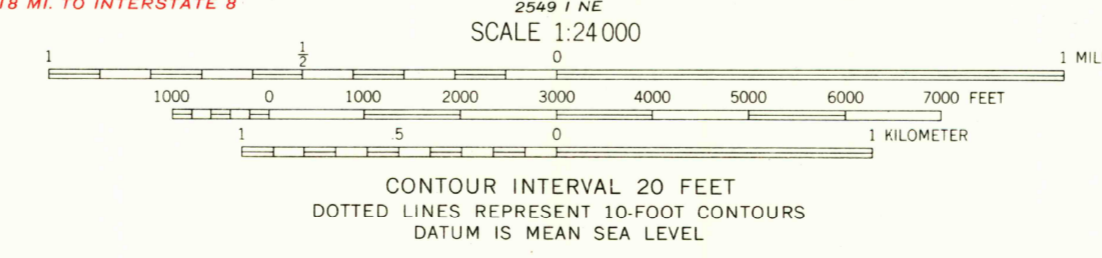 18 MI. TO INTERSTATE 8
2549 I NE
SCALE 1:24 000
1 1/2 0 1 MIL
1000 0 1000 2000 3000 4000 5000 6000 7000 FEET
1 .5 0 1 KILOMETER
CONTOUR INTERVAL 20 FEET
DOTTED LINES REPRESENT 10-FOOT CONTOURS
DATUM IS MEAN SEA LEVEL